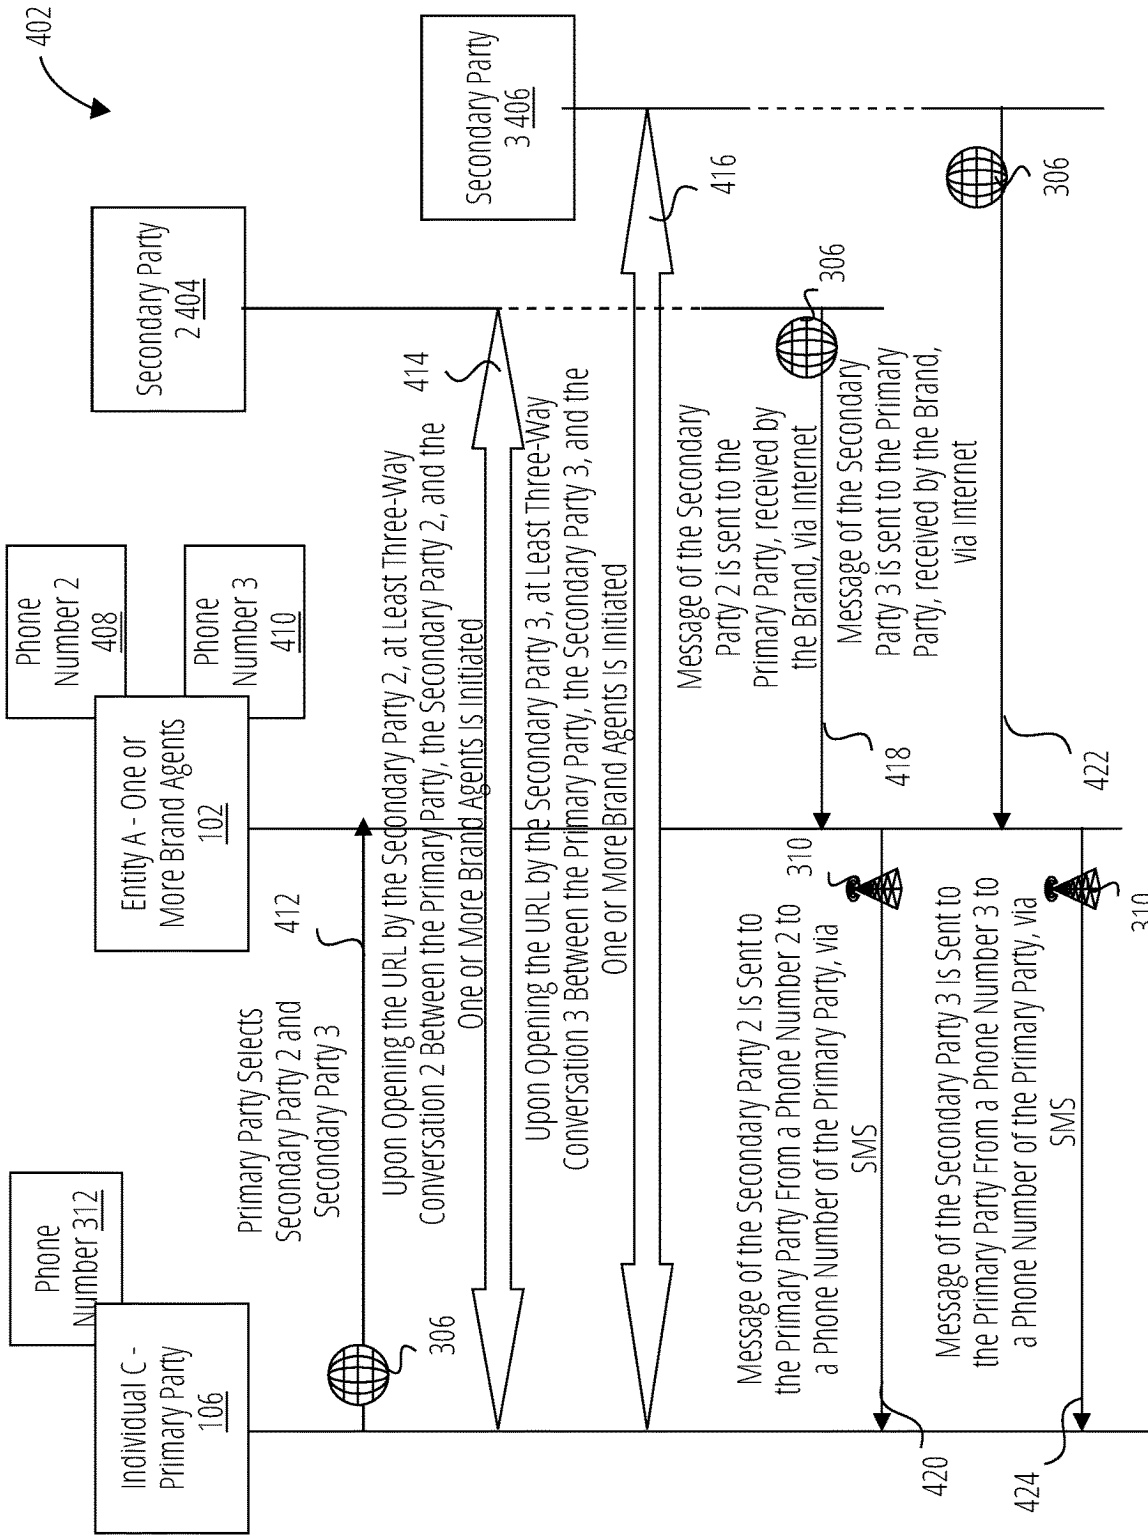 402
Individual C -
Primary Party
106
Phone
Number 312
Entity A - One or
More Brand Agents
102
Phone
Number 2
408
Phone
Number 3
410
Secondary Party
2 404
Secondary Party
3 406
Primary Party Selects
Secondary Party 2 and
Secondary Party 3
412
306
Upon Opening the URL by the Secondary Party 2, at Least Three-Way
Conversation 2 Between the Primary Party, the Secondary Party 2, and the
One or More Brand Agents Is Initiated
414
Upon Opening the URL by the Secondary Party 3, at Least Three-Way
Conversation 3 Between the Primary Party, the Secondary Party 3, and the
One or More Brand Agents Is Initiated
416
Message of the Secondary
Party 2 is sent to the
Primary Party, received by
the Brand, via Internet
306
418
Message of the Secondary Party 2 Is Sent to
the Primary Party From a Phone Number 2 to
a Phone Number of the Primary Party, via
SMS
310
420
Message of the Secondary
Party 3 is sent to the Primary
Party, received by the Brand,
via Internet
306
422
Message of the Secondary Party 3 Is Sent to
the Primary Party From a Phone Number 3 to
a Phone Number of the Primary Party, via
SMS
310
424